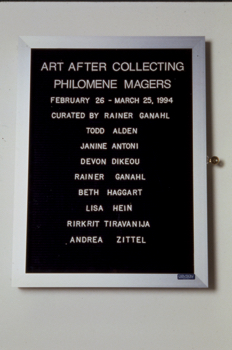 ART AFTER COLLECTING
PHILOMENE MAGERS
FEBRUARY 26 - MARCH 25, 1994
CURATED BY RAINER GANAHL
TODD ALDEN
JANINE ANTONI
DEVON DIKEOU
RAINER GANAHL
BETH HAGGART
LISA HEIN
RIRKRIT TIRAVANIJA
ANDREA ZITTEL